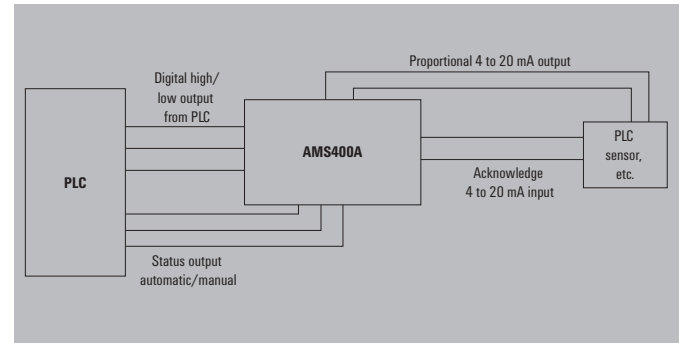 Proportional 4 to 20 mA output
Digital high/
low output
from PLC
PLC
AMS400A
PLC
sensor,
etc.
Acknowledge
4 to 20 mA input
Status output
automatic/manual